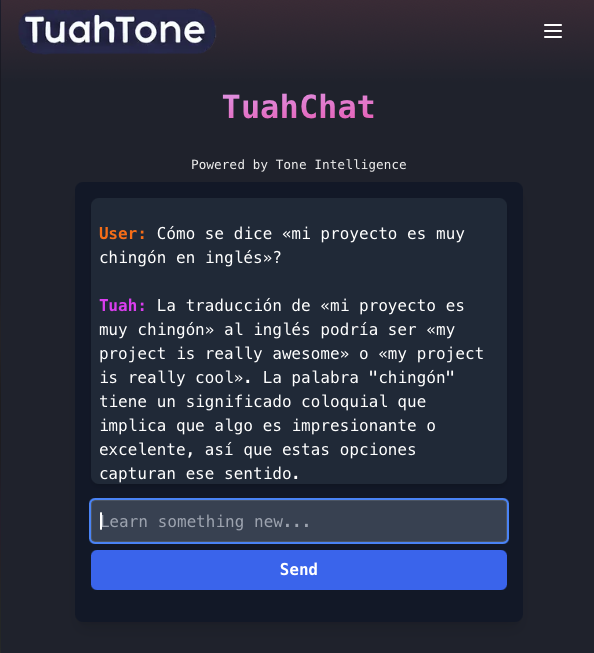 TuahTone
TuahChat
Powered by Tone Intelligence
User: Cómo se dice «mi proyecto es muy
chingón en inglés»?
Tuah: La traducción de «mi proyecto es
muy chingón» al inglés podría ser «my
project is really awesome» o «my project
is really cool». La palabra "chingón"
tiene un significado coloquial que
implica que algo es impresionante o
excelente, así que estas opciones
capturan ese sentido.
Learn something new...
Send